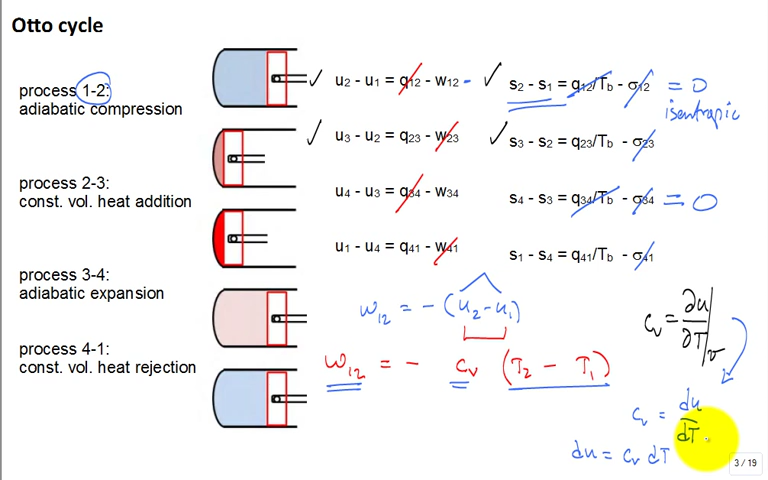 Otto cycle
process 1-2:
adiabatic compression
u2 - u1 = q12 - w12
s2 - s1 = q12/Tb - σ12 = 0
isentropic
process 2-3:
const. vol. heat addition
u3 - u2 = q23 - w23
s3 - s2 = q23/Tb - σ23
process 3-4:
adiabatic expansion
u4 - u3 = q34 - w34
s4 - s3 = q34/Tb - σ34 = 0
process 4-1:
const. vol. heat rejection
u1 - u4 = q41 - w41
s1 - s4 = q41/Tb - σ41
w12 = - (u2 - u1)
w12 = - cv (T2 - T1)
cv = ∂u/∂T|v
cv = du/dT
du = cv dT
3 / 19